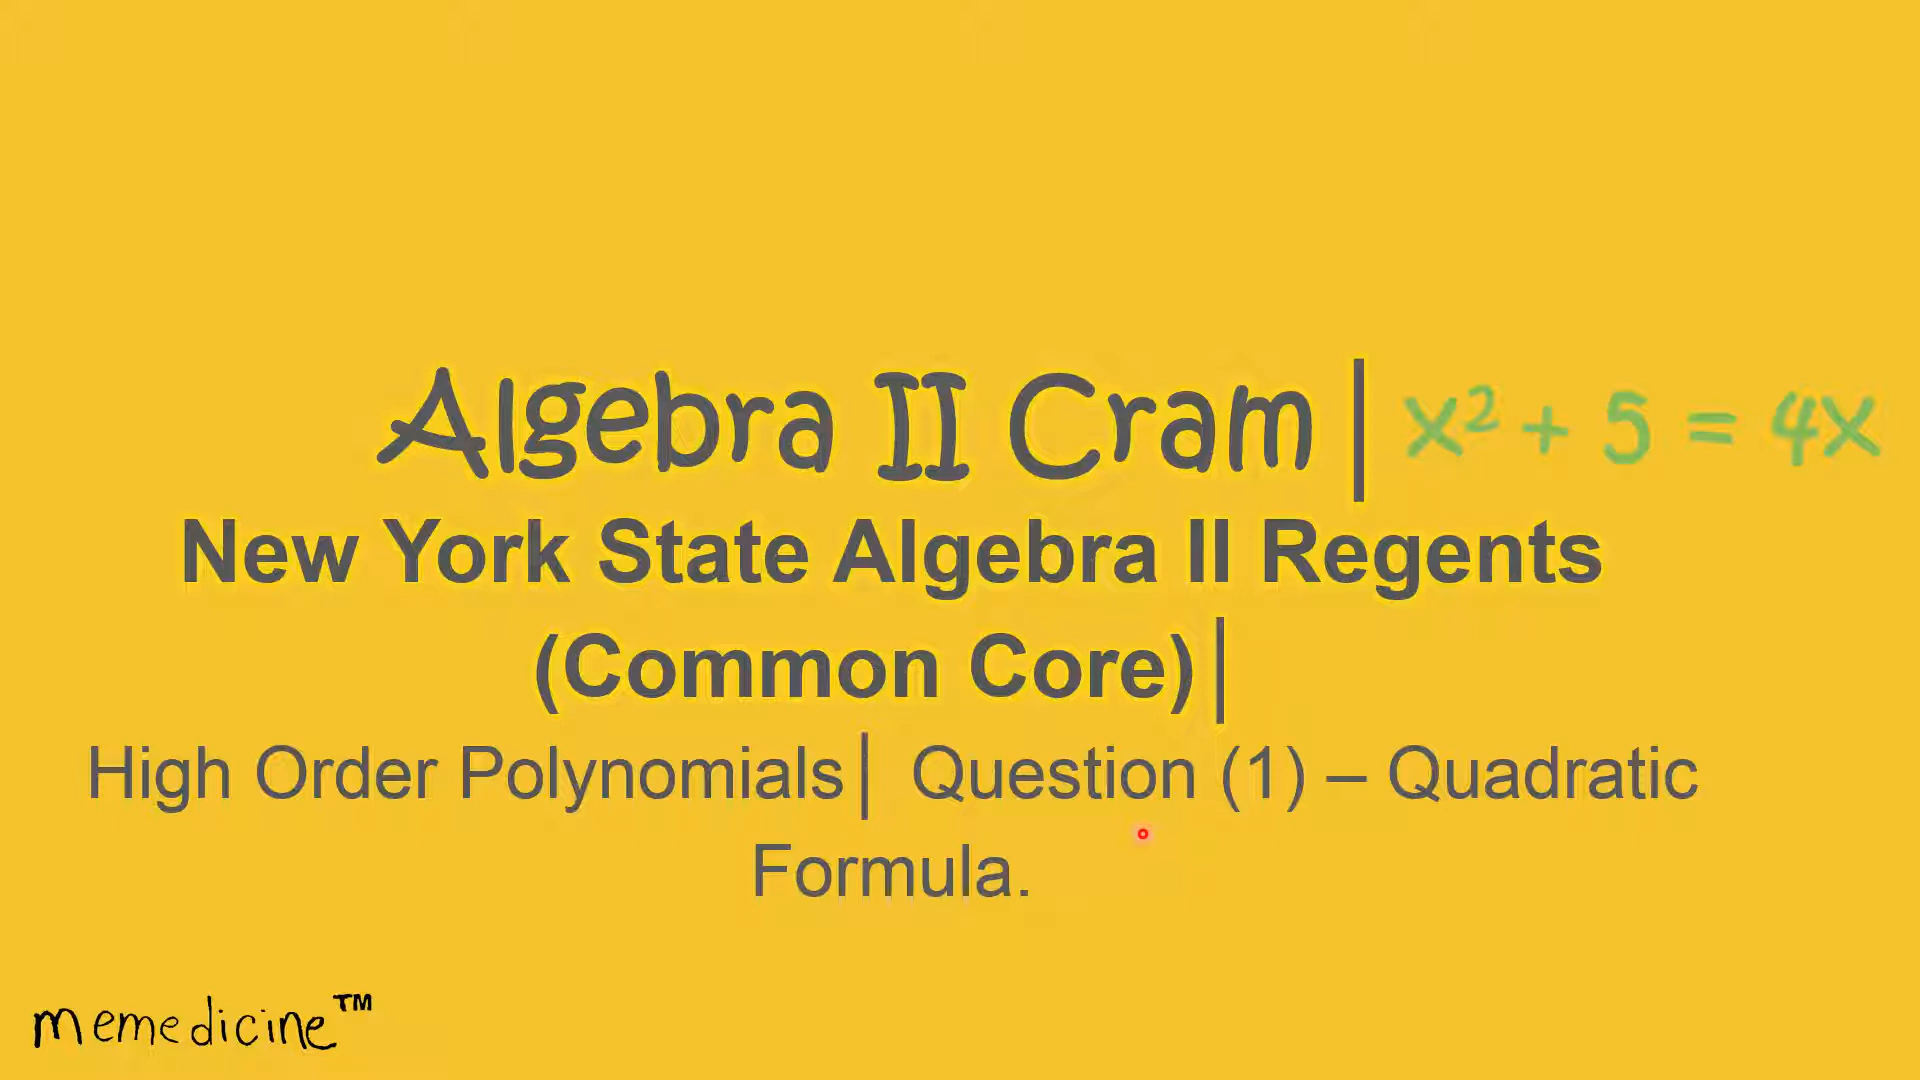 Algebra II Cram| x² + 5 = 4x
New York State Algebra II Regents
(Common Core)|
High Order Polynomials| Question (1) – Quadratic
Formula.
memedicine™